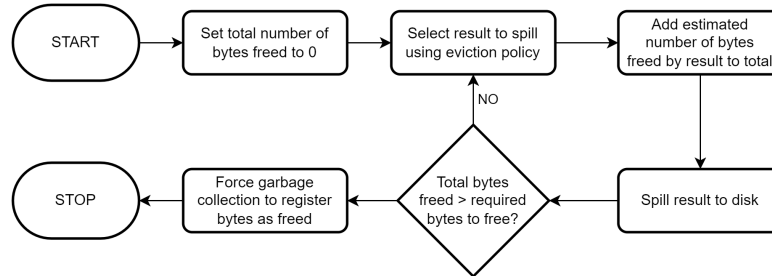 START
Set total number of
bytes freed to 0
Select result to spill
using eviction policy
Add estimated
number of bytes
freed by result to total
NO
STOP
Force garbage
collection to register
bytes as freed
Total bytes
freed > required
bytes to free?
Spill result to disk